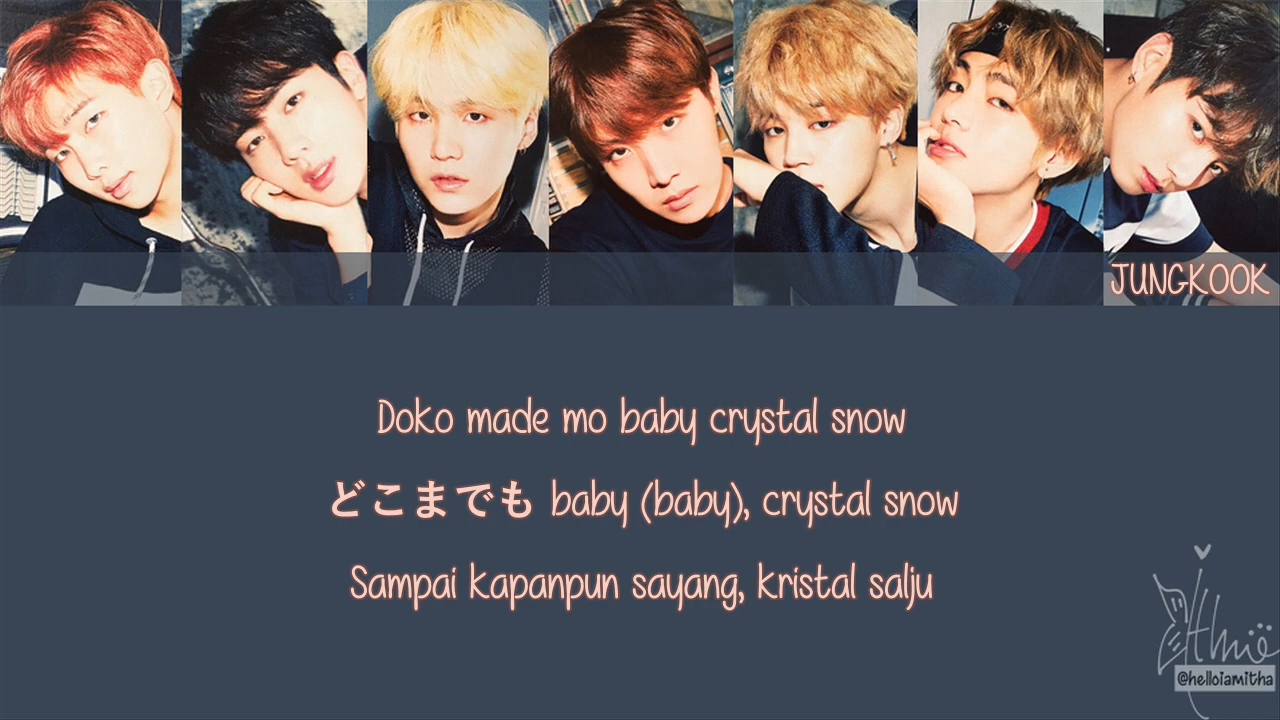 JUNGKOOK
Doko made mo baby crystal snow
どこまでも baby (baby), crystal snow
Sampai kapanpun sayang, kristal salju
@helloiamitha